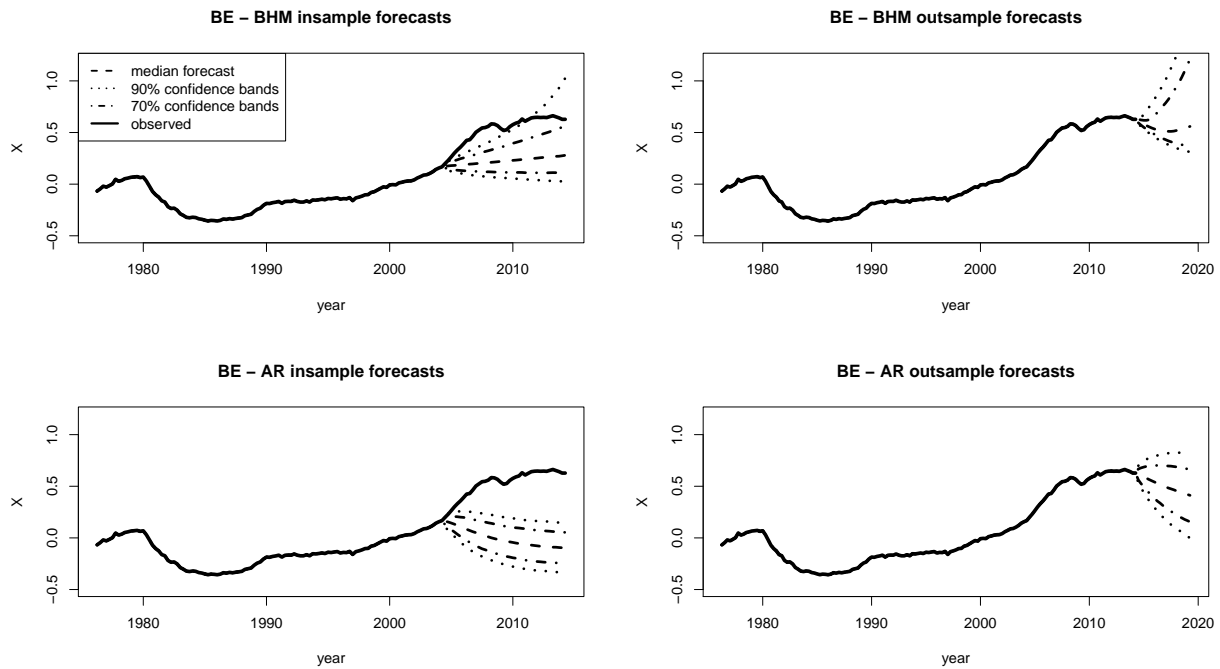 BE − BHM insample forecasts
X
1.0
0.5
0.0
−0.5
median forecast
90% confidence bands
70% confidence bands
observed
1980 1990 2000 2010
year
BE − BHM outsample forecasts
X
1.0
0.5
0.0
−0.5
1980 1990 2000 2010 2020
year
BE − AR insample forecasts
X
1.0
0.5
0.0
−0.5
1980 1990 2000 2010
year
BE − AR outsample forecasts
X
1.0
0.5
0.0
−0.5
1980 1990 2000 2010 2020
year